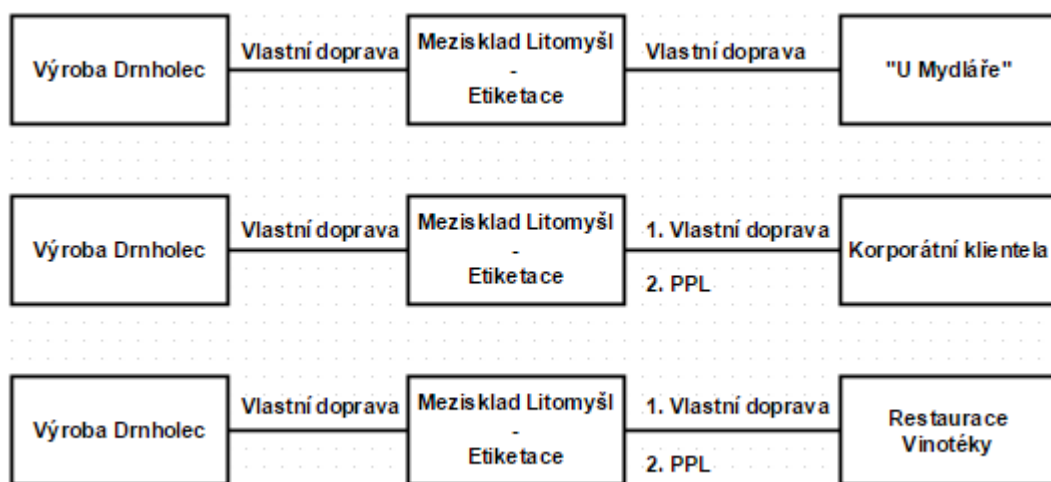 Výroba Drnholec
Vlastní doprava
Mezisklad Litomyšl
-
Etiketace
Vlastní doprava
"U Mydláře"
Výroba Drnholec
Vlastní doprava
Mezisklad Litomyšl
-
Etiketace
1. Vlastní doprava
2. PPL
Korporátní klientela
Výroba Drnholec
Vlastní doprava
Mezisklad Litomyšl
-
Etiketace
1. Vlastní doprava
2. PPL
Restaurace
Vinotéky